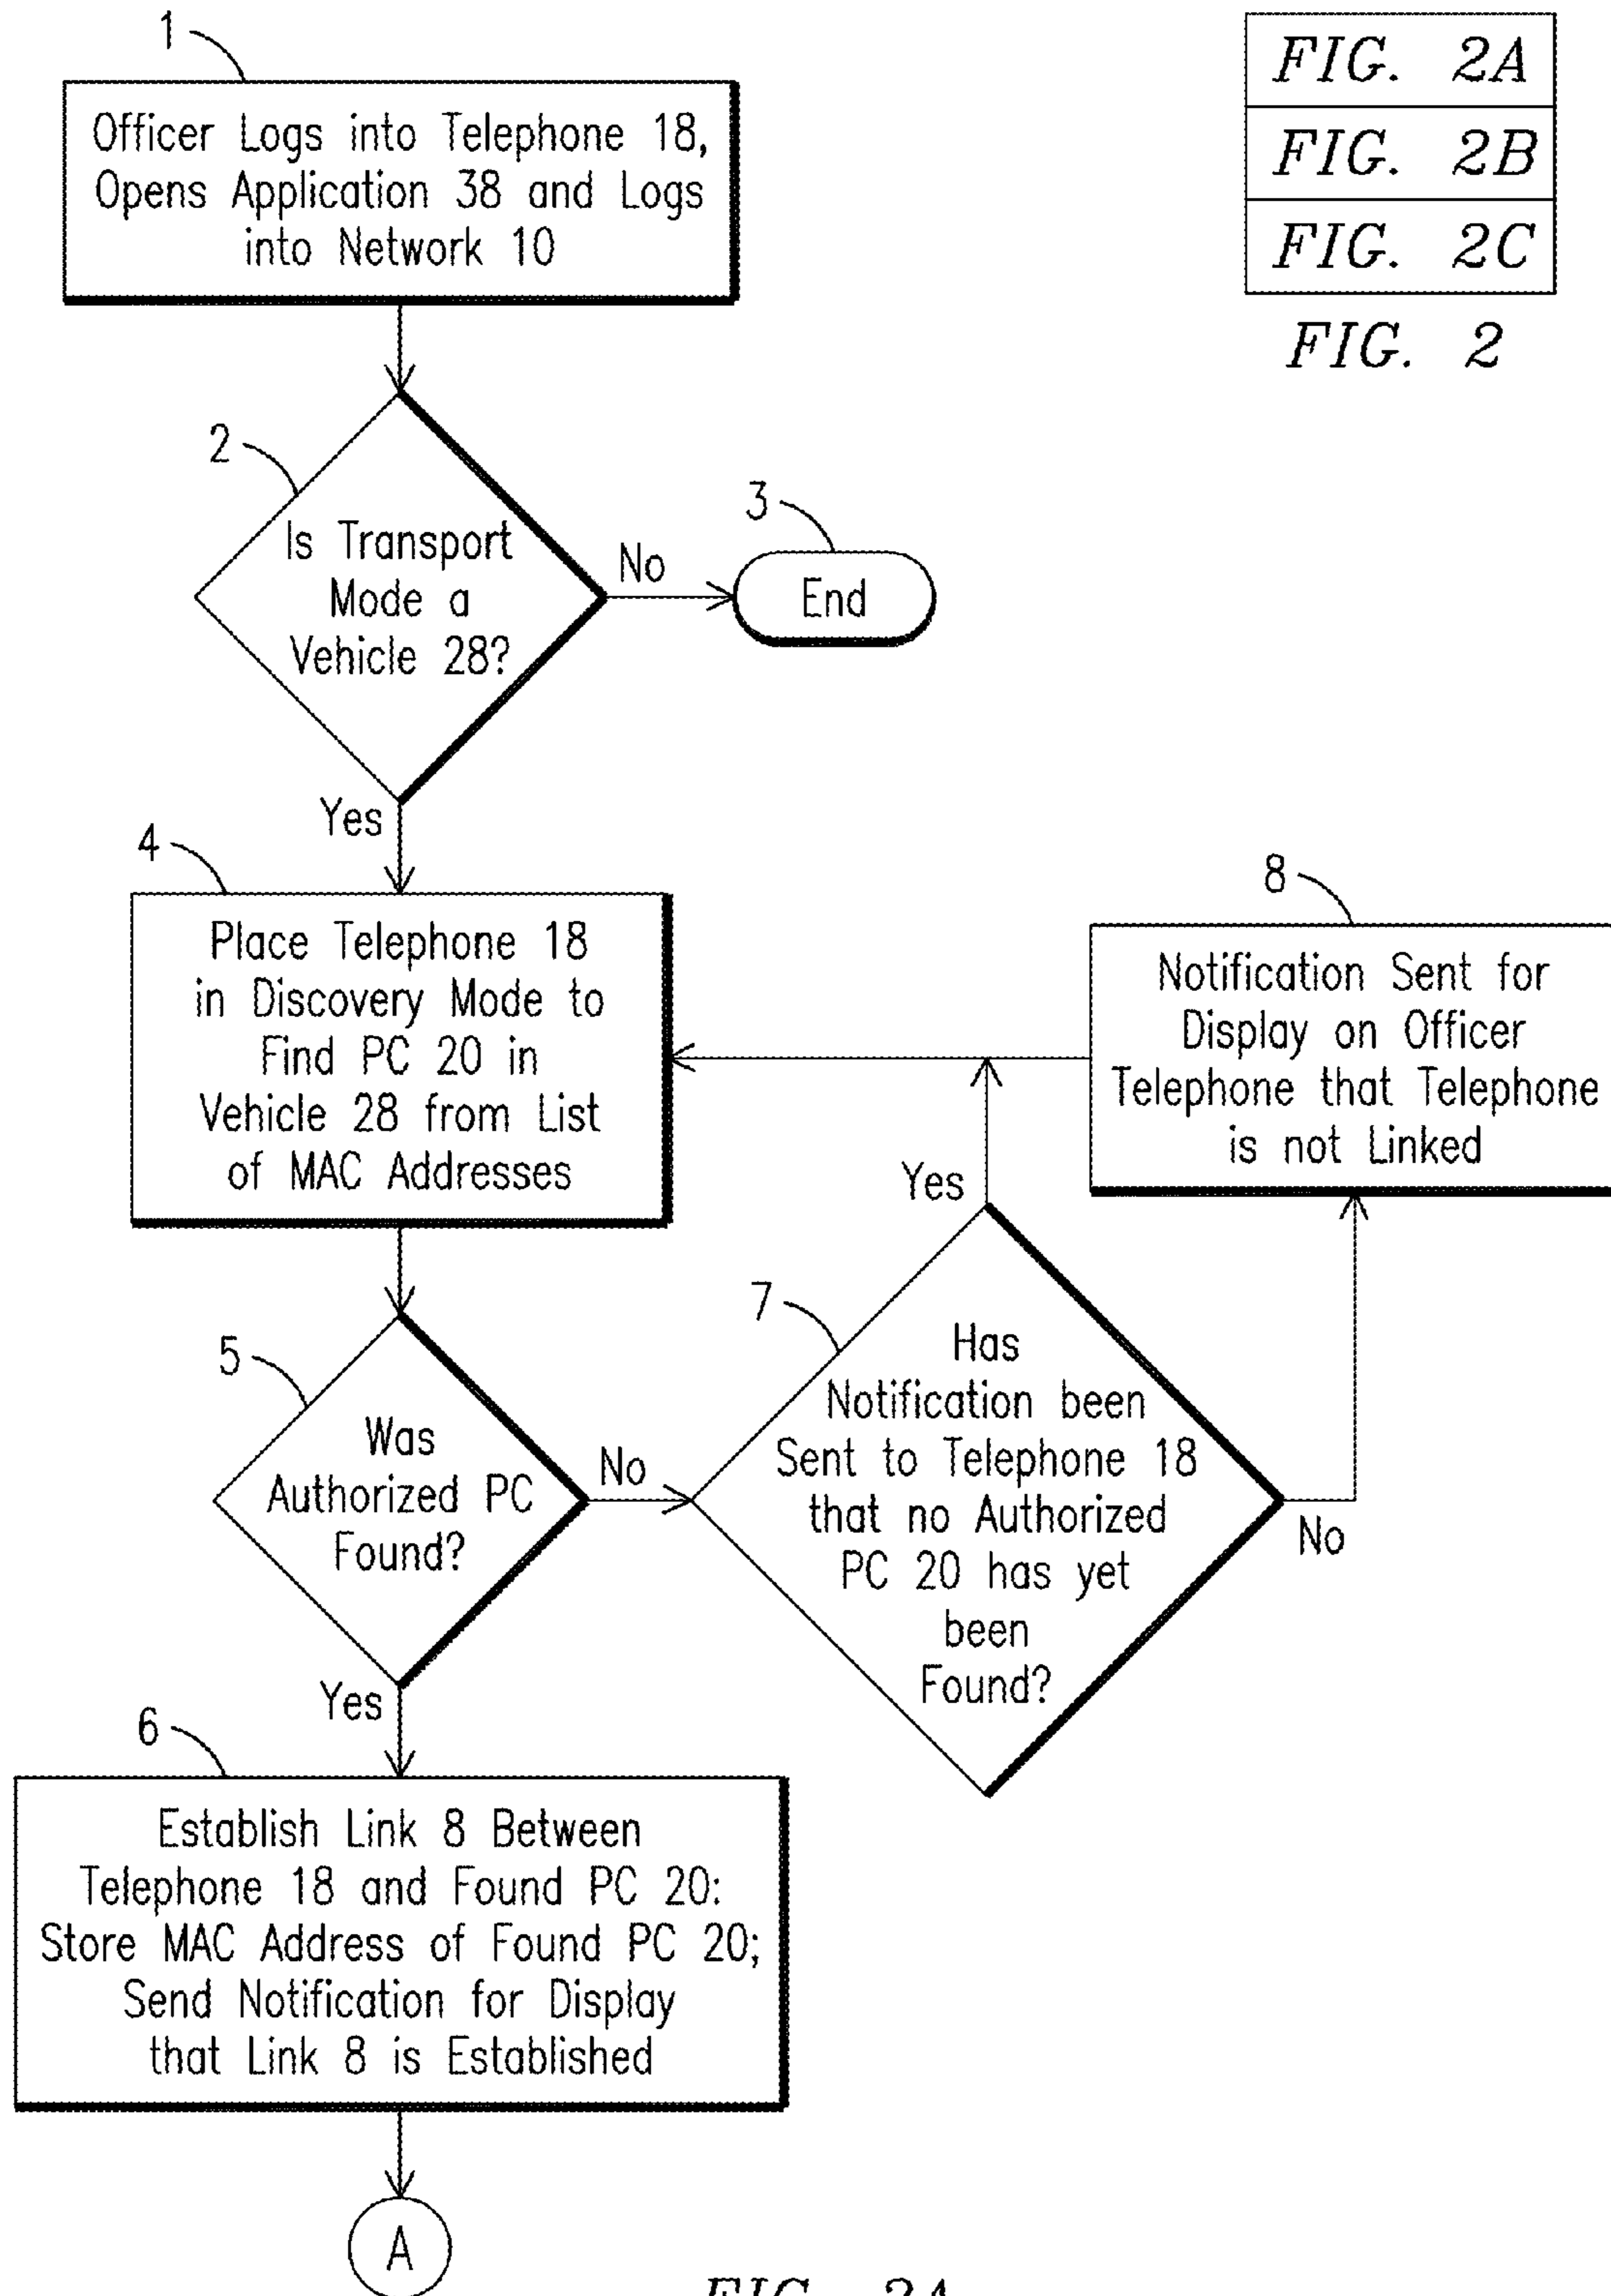 1
Officer Logs into Telephone 18,
Opens Application 38 and Logs
into Network 10
FIG. 2A
FIG. 2B
FIG. 2C
FIG. 2
2
Is Transport
Mode a
Vehicle 28?
No
3
End
Yes
4
Place Telephone 18
in Discovery Mode to
Find PC 20 in
Vehicle 28 from List
of MAC Addresses
8
Notification Sent for
Display on Officer
Telephone that Telephone
is not Linked
Yes
5
Was
Authorized PC
Found?
No
7
Has
Notification been
Sent to Telephone 18
that no Authorized
PC 20 has yet
been
Found?
No
Yes
6
Establish Link 8 Between
Telephone 18 and Found PC 20:
Store MAC Address of Found PC 20;
Send Notification for Display
that Link 8 is Established
A
FIG. 2A